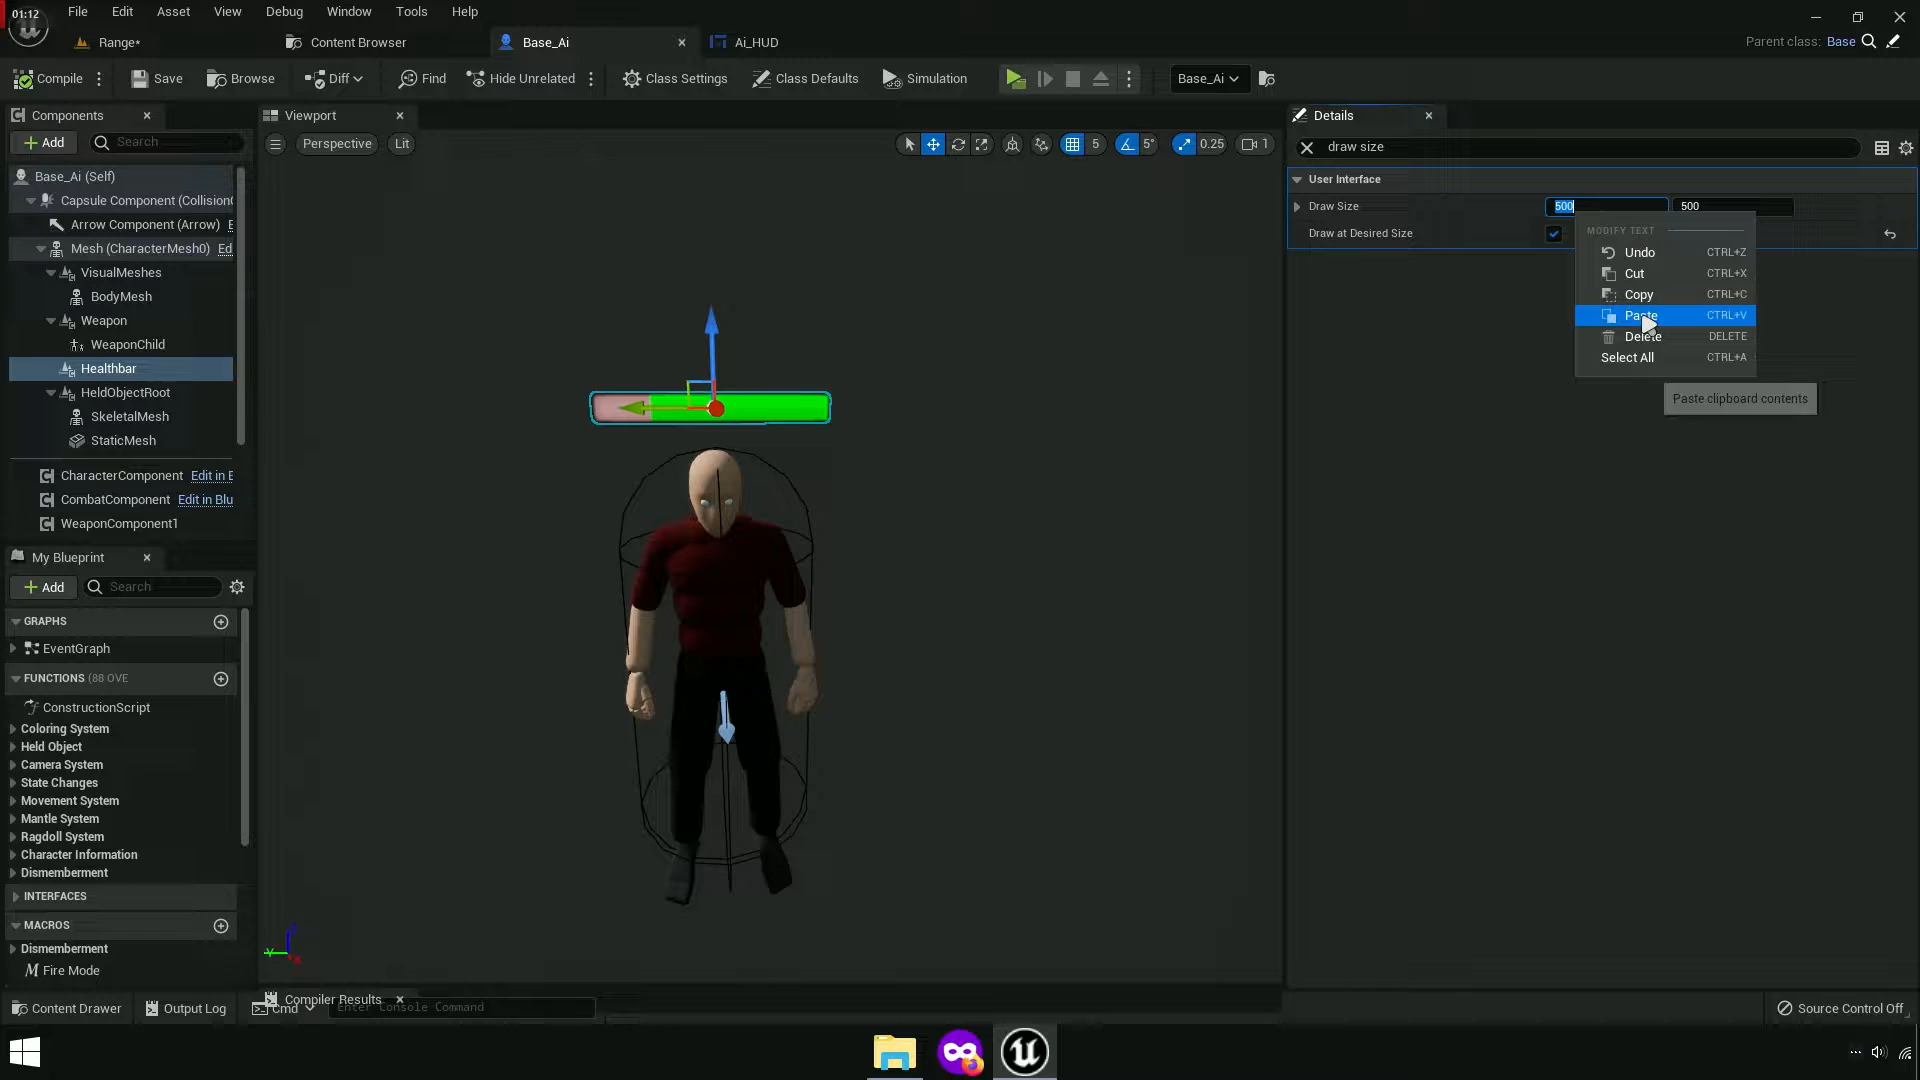 01:12
File Edit Asset View Debug Window Tools Help
Range* Content Browser Base_Ai Ai_HUD Parent class: Base
Compile Save Browse Diff Find Hide Unrelated Class Settings Class Defaults Simulation Base_Ai
Components
Add Search
Base_Ai (Self)
Capsule Component (Collision
Arrow Component (Arrow) E
Mesh (CharacterMesh0) Ed
VisualMeshes
BodyMesh
Weapon
WeaponChild
Healthbar
HeldObjectRoot
SkeletalMesh
StaticMesh
CharacterComponent Edit in E
CombatComponent Edit in Blu
WeaponComponent1
My Blueprint
Add Search
GRAPHS
EventGraph
FUNCTIONS (88 OVE
ConstructionScript
Coloring System
Held Object
Camera System
State Changes
Movement System
Mantle System
Ragdoll System
Character Information
Dismemberment
INTERFACES
MACROS
Dismemberment
Fire Mode
Viewport
Perspective Lit 5 5° 0.25 1
Details
draw size
User Interface
Draw Size 500 500
Draw at Desired Size
MODIFY TEXT
Undo CTRL+Z
Cut CTRL+X
Copy CTRL+C
Paste CTRL+V
Delete DELETE
Select All CTRL+A
Paste clipboard contents
Compiler Results
Content Drawer Output Log Cmd Enter Console Command Source Control Off